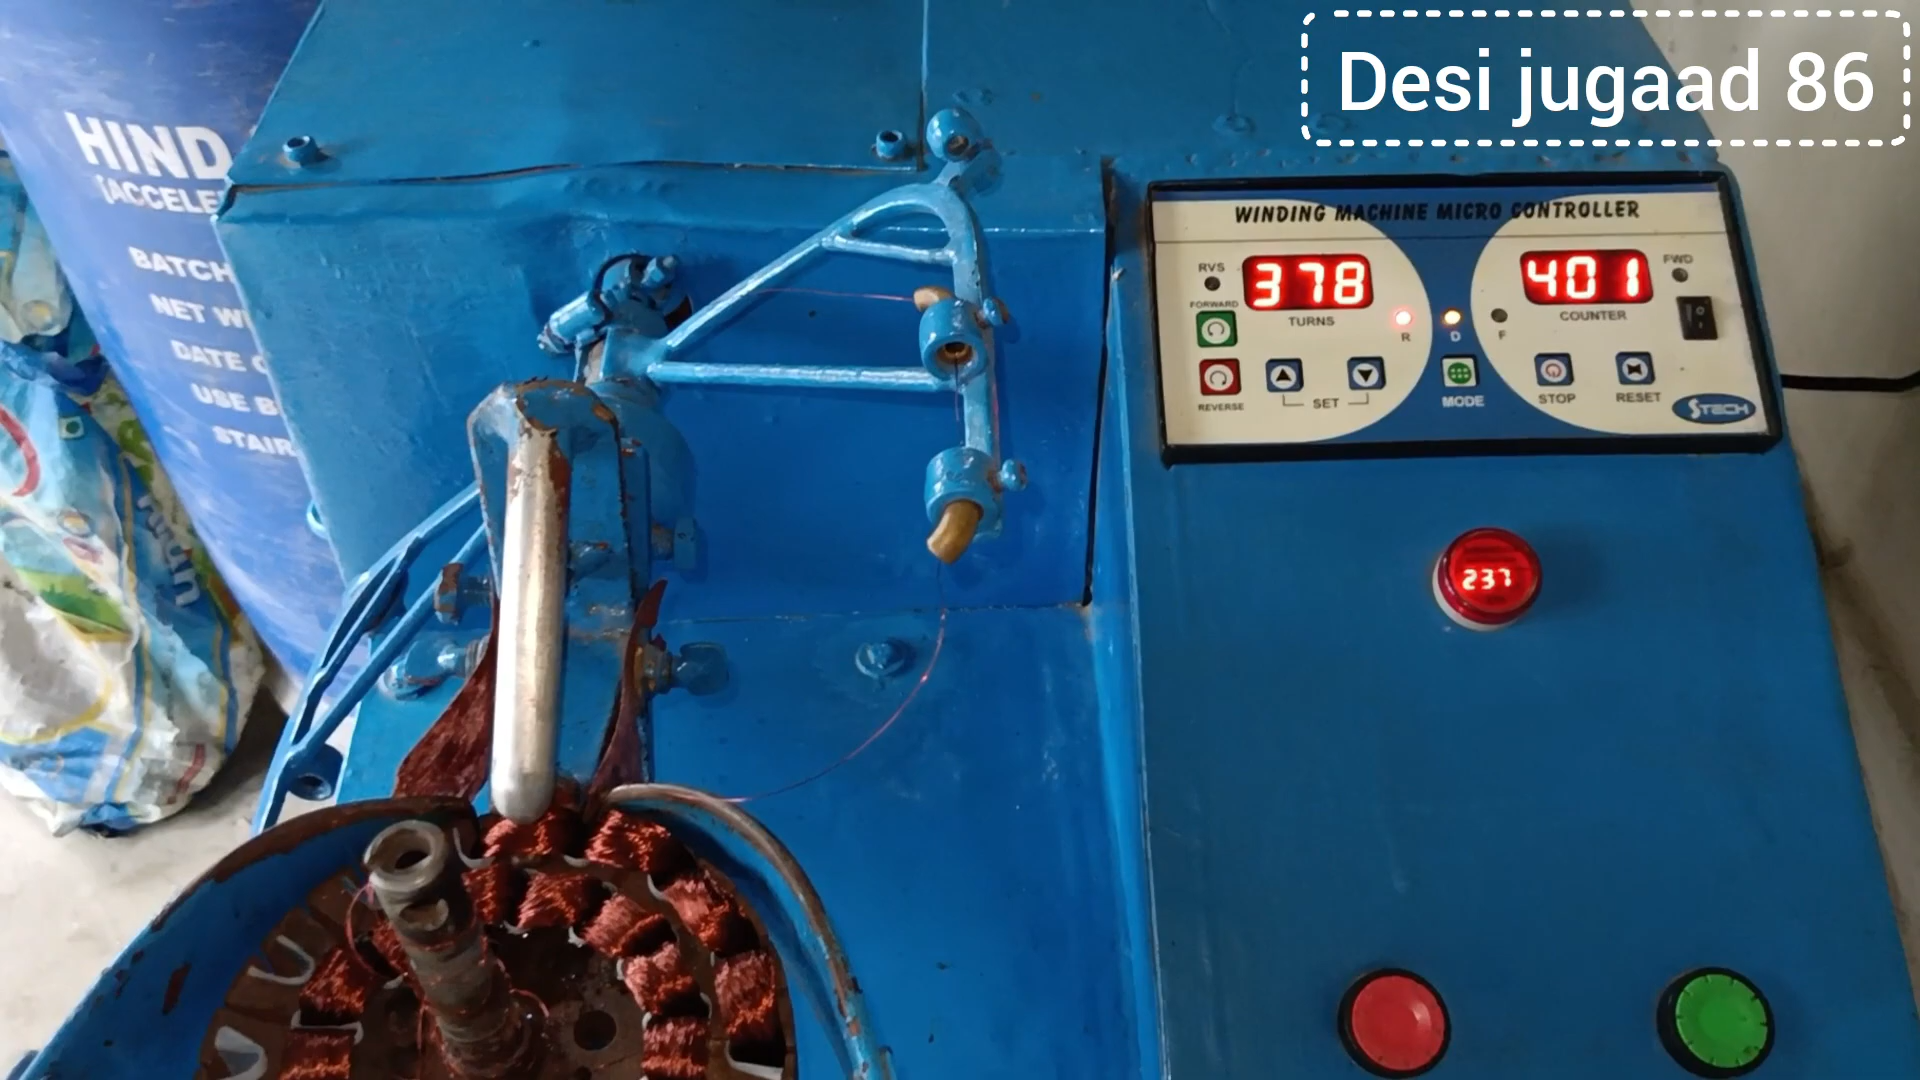 Desi jugaad 86
HIND
[ACCELE
BATCH
NET
DATE
USE B
STAIR
WINDING MACHINE MICRO CONTROLLER
RVS
378
401
FWD
FORWARD
TURNS
R
D
F
COUNTER
REVERSE
SET
MODE
STOP
RESET
STECH
237